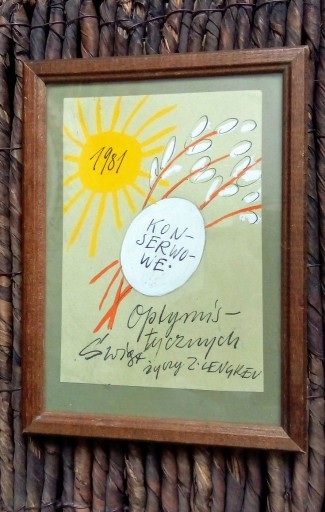 1981
KON-
SERWO-
WE.
Optymis-
tycznych
Świąt
życzy Z. LENGREN